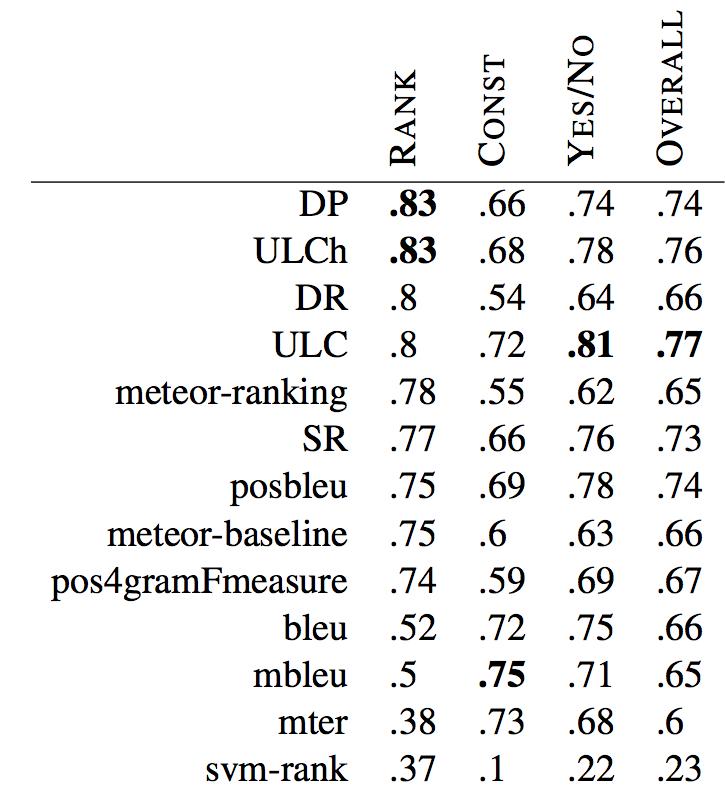 RANK CONST YES/NO OVERALL
DP .83 .66 .74 .74
ULCh .83 .68 .78 .76
DR .8 .54 .64 .66
ULC .8 .72 .81 .77
meteor-ranking .78 .55 .62 .65
SR .77 .66 .76 .73
posbleu .75 .69 .78 .74
meteor-baseline .75 .6 .63 .66
pos4gramFmeasure .74 .59 .69 .67
bleu .52 .72 .75 .66
mbleu .5 .75 .71 .65
mter .38 .73 .68 .6
svm-rank .37 .1 .22 .23